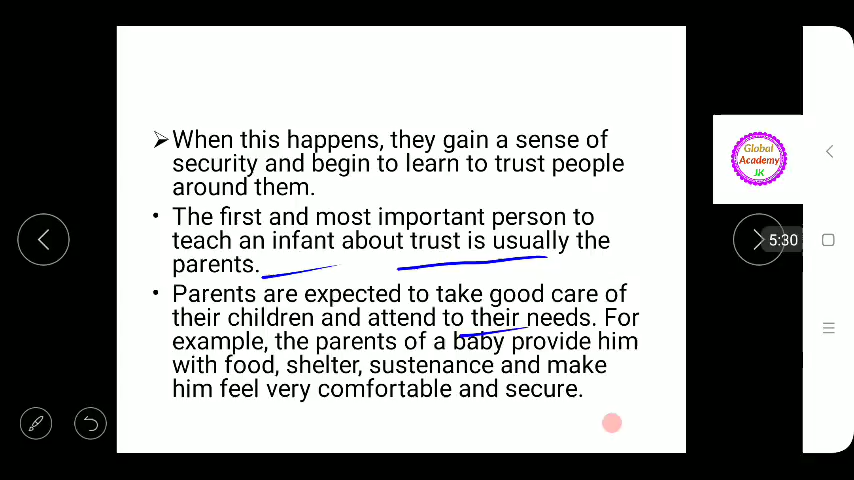 ➢When this happens, they gain a sense of
security and begin to learn to trust people
around them.
• The first and most important person to
teach an infant about trust is usually the
parents.
• Parents are expected to take good care of
their children and attend to their needs. For
example, the parents of a baby provide him
with food, shelter, sustenance and make
him feel very comfortable and secure.
Global
Academy
JK
5:30